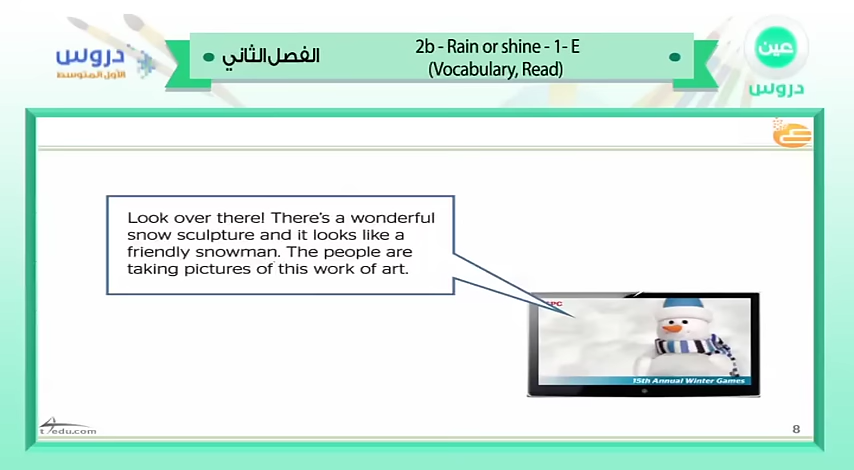 دروس
الأول المتوسط
الفصل الثاني
2b - Rain or shine - 1- E
(Vocabulary, Read)
عين
دروس
Look over there! There's a wonderful
snow sculpture and it looks like a
friendly snowman. The people are
taking pictures of this work of art.
15th Annual Winter Games
8